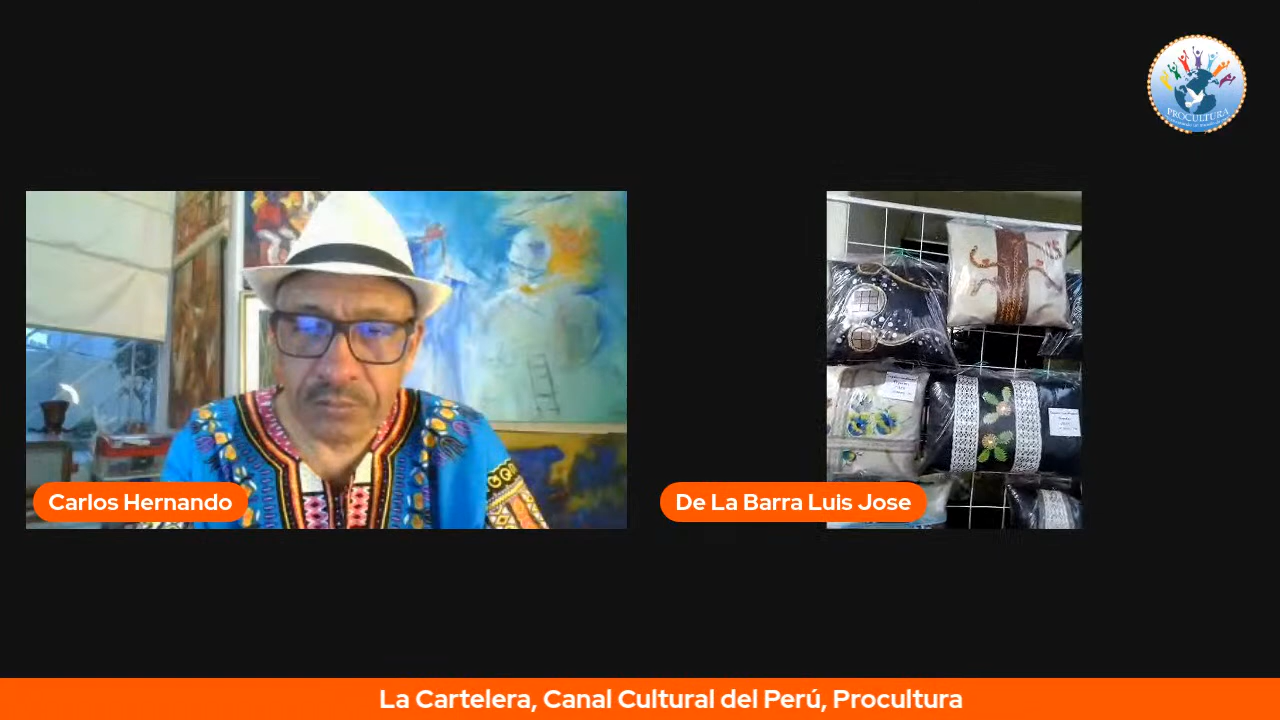 PROCULTURA
Carlos Hernando
De La Barra Luis Jose
La Cartelera, Canal Cultural del Perú, Procultura